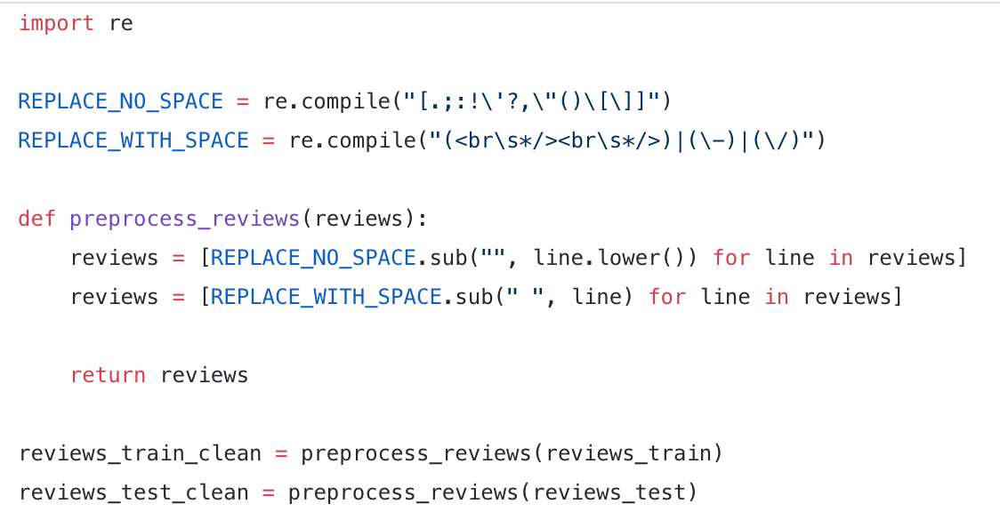 import re
REPLACE_NO_SPACE = re.compile("[.;:!\'?,\"()\[\]]")
REPLACE_WITH_SPACE = re.compile("(<br\s*/><br\s*/>)|(\-)|(\/)")
def preprocess_reviews(reviews):
    reviews = [REPLACE_NO_SPACE.sub("", line.lower()) for line in reviews]
    reviews = [REPLACE_WITH_SPACE.sub(" ", line) for line in reviews]
    return reviews
reviews_train_clean = preprocess_reviews(reviews_train)
reviews_test_clean = preprocess_reviews(reviews_test)